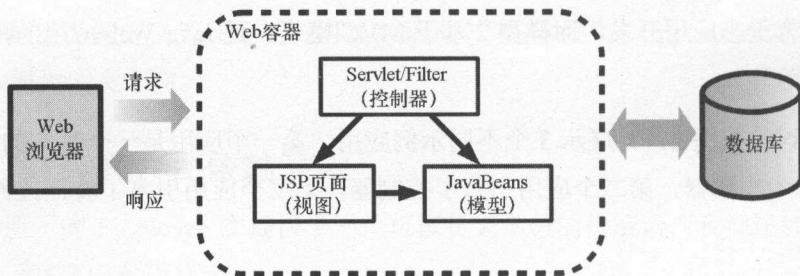 Web容器
Servlet/Filter
(控制器)
请求
Web
浏览器
响应
JSP页面
(视图)
JavaBeans
(模型)
数据库